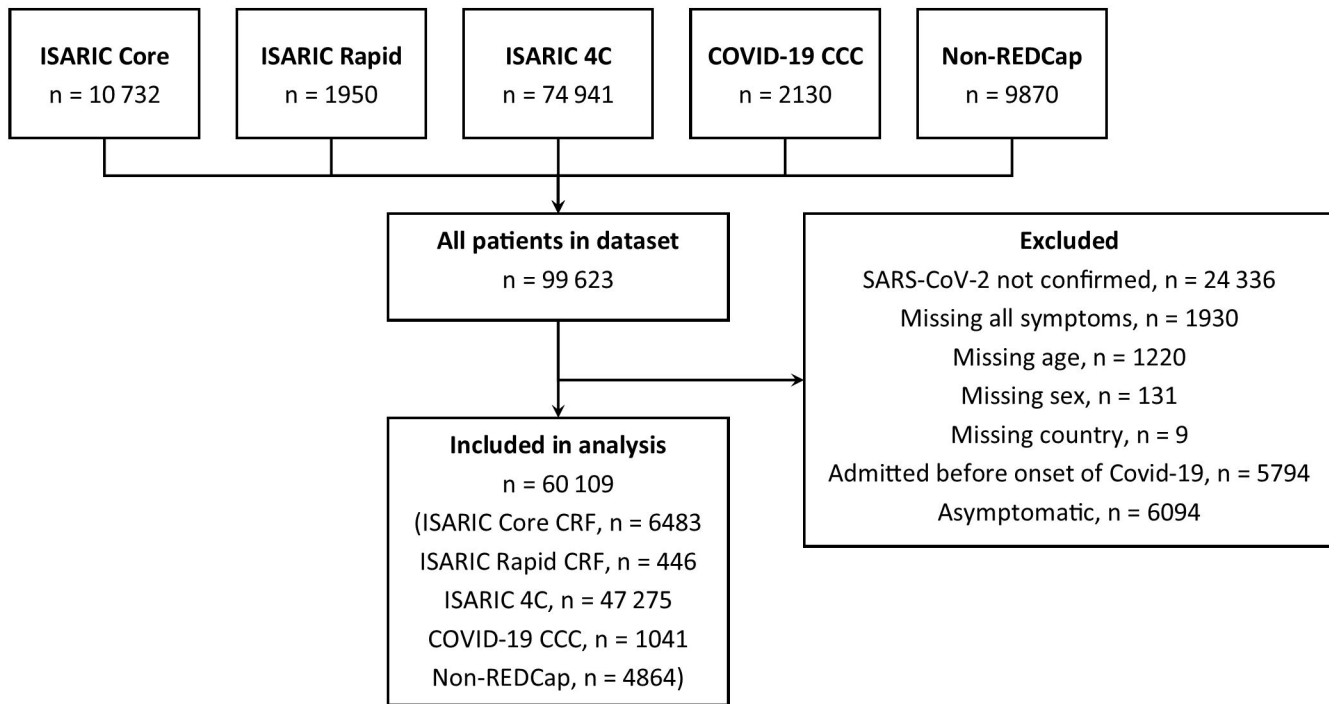 ISARIC Core
n = 10 732
ISARIC Rapid
n = 1950
ISARIC 4C
n = 74 941
COVID-19 CCC
n = 2130
Non-REDCap
n = 9870
All patients in dataset
n = 99 623
Excluded
SARS-CoV-2 not confirmed, n = 24 336
Missing all symptoms, n = 1930
Missing age, n = 1220
Missing sex, n = 131
Missing country, n = 9
Admitted before onset of Covid-19, n = 5794
Asymptomatic, n = 6094
Included in analysis
n = 60 109
(ISARIC Core CRF, n = 6483
ISARIC Rapid CRF, n = 446
ISARIC 4C, n = 47 275
COVID-19 CCC, n = 1041
Non-REDCap, n = 4864)